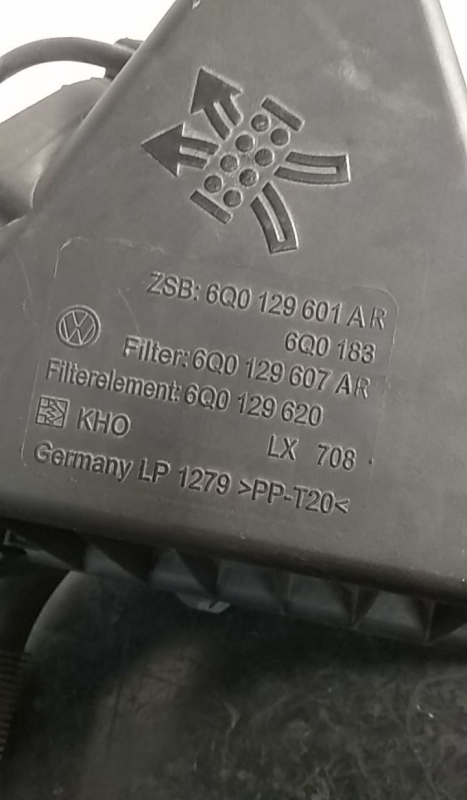 ZSB: 6Q0 129 601 AR
6Q0 183
Filter: 6Q0 129 607 AR
Filterelement: 6Q0 129 620
KHO LX 708
Germany LP 1279 >PP-T20<